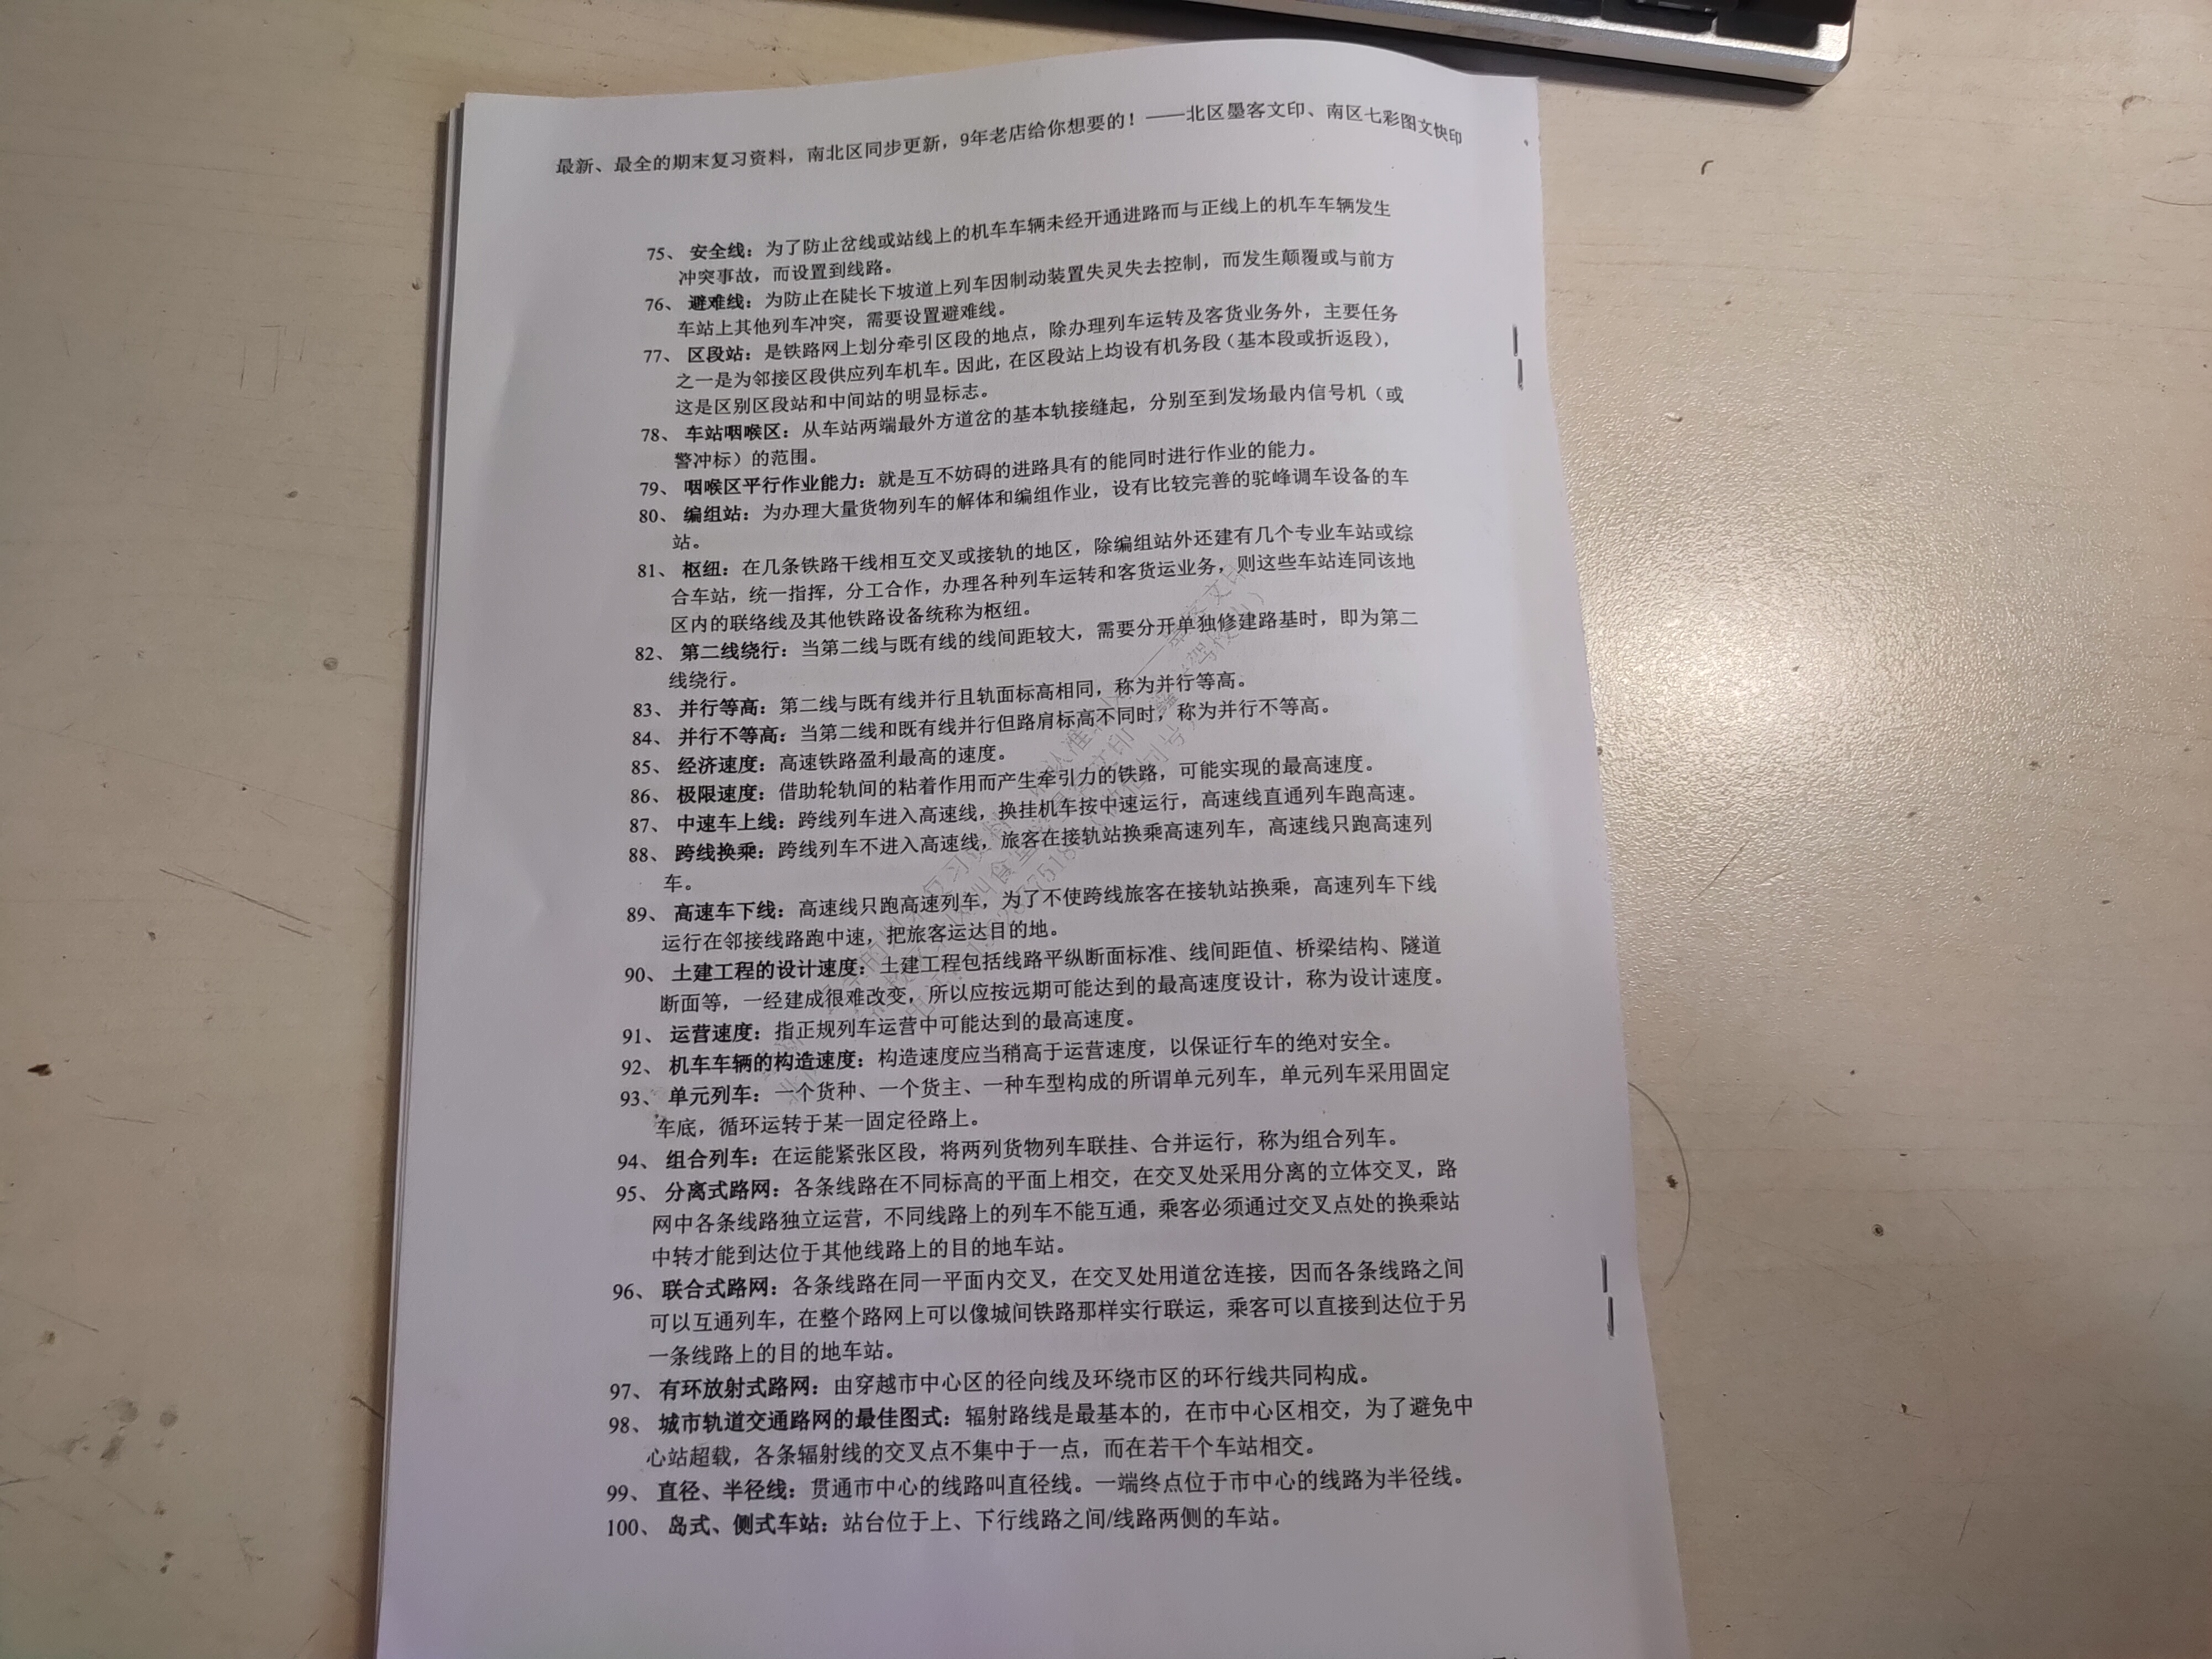 最新、最全的期末复习资料，南北区同步更新，9年老店给你想要的！——北区墨客文印、南区七彩图文快印
75、 安全线：为了防止岔线或站线上的机车车辆未经开通进路而与正线上的机车车辆发生
冲突事故，而设置到线路。
76、 避难线：为防止在陡长下坡道上列车因制动装置失灵失去控制，而发生颠覆或与前方
车站上其他列车冲突，需要设置避难线。
77、 区段站：是铁路网上划分牵引区段的地点，除办理列车运转及客货业务外，主要任务
之一是为邻接区段供应列车机车。因此，在区段站上均设有机务段（基本段或折返段），
这是区别区段站和中间站的明显标志。
78、 车站咽喉区：从车站两端最外方道岔的基本轨接缝起，分别至到发场最内信号机（或
警冲标）的范围。
79、 咽喉区平行作业能力：就是互不妨碍的进路具有的能同时进行作业的能力。
80、 编组站：为办理大量货物列车的解体和编组作业，设有比较完善的驼峰调车设备的车
站。
81、 枢纽：在几条铁路干线相互交叉或接轨的地区，除编组站外还建有几个专业车站或综
合车站，统一指挥，分工合作，办理各种列车运转和客货运业务，则这些车站连同该地
区内的联络线及其他铁路设备统称为枢纽。
82、 第二线绕行：当第二线与既有线的线间距较大，需要分开单独修建路基时，即为第二
线绕行。
83、 并行等高：第二线与既有线并行且轨面标高相同，称为并行等高。
84、 并行不等高：当第二线和既有线并行但路肩标高不同时，称为并行不等高。
85、 经济速度：高速铁路盈利最高的速度。
86、 极限速度：借助轮轨间的粘着作用而产生牵引力的铁路，可能实现的最高速度。
87、 中速车上线：跨线列车进入高速线，换挂机车按中速运行，高速线直通列车跑高速。
88、 跨线换乘：跨线列车不进入高速线，旅客在接轨站换乘高速列车，高速线只跑高速列
车。
89、 高速车下线：高速线只跑高速列车，为了不使跨线旅客在接轨站换乘，高速列车下线
运行在邻接线路跑中速，把旅客运达目的地。
90、 土建工程的设计速度：土建工程包括线路平纵断面标准、线间距值、桥梁结构、隧道
断面等，一经建成很难改变，所以应按远期可能达到的最高速度设计，称为设计速度。
91、 运营速度：指正规列车运营中可能达到的最高速度。
92、 机车车辆的构造速度：构造速度应当稍高于运营速度，以保证行车的绝对安全。
93、 单元列车：一个货种、一个货主、一种车型构成的所谓单元列车，单元列车采用固定
车底，循环运转于某一固定径路上。
94、 组合列车：在运能紧张区段，将两列货物列车联挂、合并运行，称为组合列车。
95、 分离式路网：各条线路在不同标高的平面上相交，在交叉处采用分离的立体交叉，路
网中各条线路独立运营，不同线路上的列车不能互通，乘客必须通过交叉点处的换乘站
中转才能到达位于其他线路上的目的地车站。
96、 联合式路网：各条线路在同一平面内交叉，在交叉处用道岔连接，因而各条线路之间
可以互通列车，在整个路网上可以像城间铁路那样实行联运，乘客可以直接到达位于另
一条线路上的目的地车站。
97、 有环放射式路网：由穿越市中心区的径向线及环绕市区的环行线共同构成。
98、 城市轨道交通路网的最佳图式：辐射路线是最基本的，在市中心区相交，为了避免中
心站超载，各条辐射线的交叉点不集中于一点，而在若干个车站相交。
99、 直径、半径线：贯通市中心的线路叫直径线。一端终点位于市中心的线路为半径线。
100、 岛式、侧式车站：站台位于上、下行线路之间/线路两侧的车站。